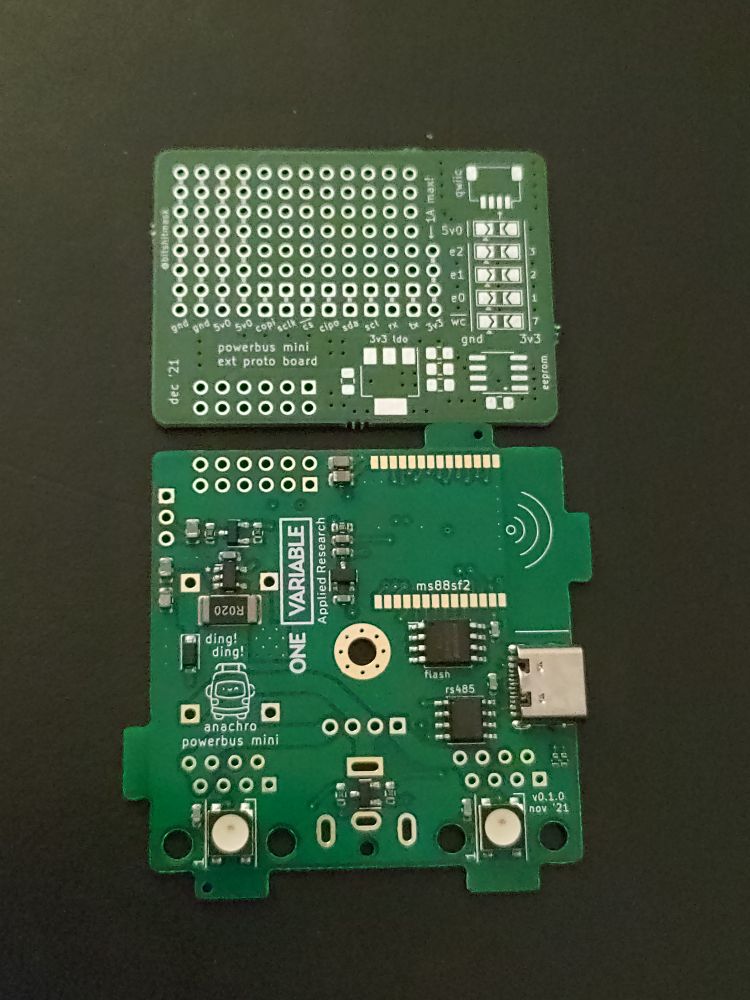 @bitshiftmask
1A max!
qwiic
5v0
e2 3
e1 2
e0 1
wc 7
gnd 3v3
gnd gnd 5v0 5v0 copi sclk cs cipo sda scl rx tx 3v3
powerbus mini
ext proto board
3v3 ldo
dec '21
eeprom
ONE VARIABLE
Applied Research
ms88sf2
R020
flash
rs485
ding!
ding!
anachro
powerbus mini
v0.1.0
nov '21